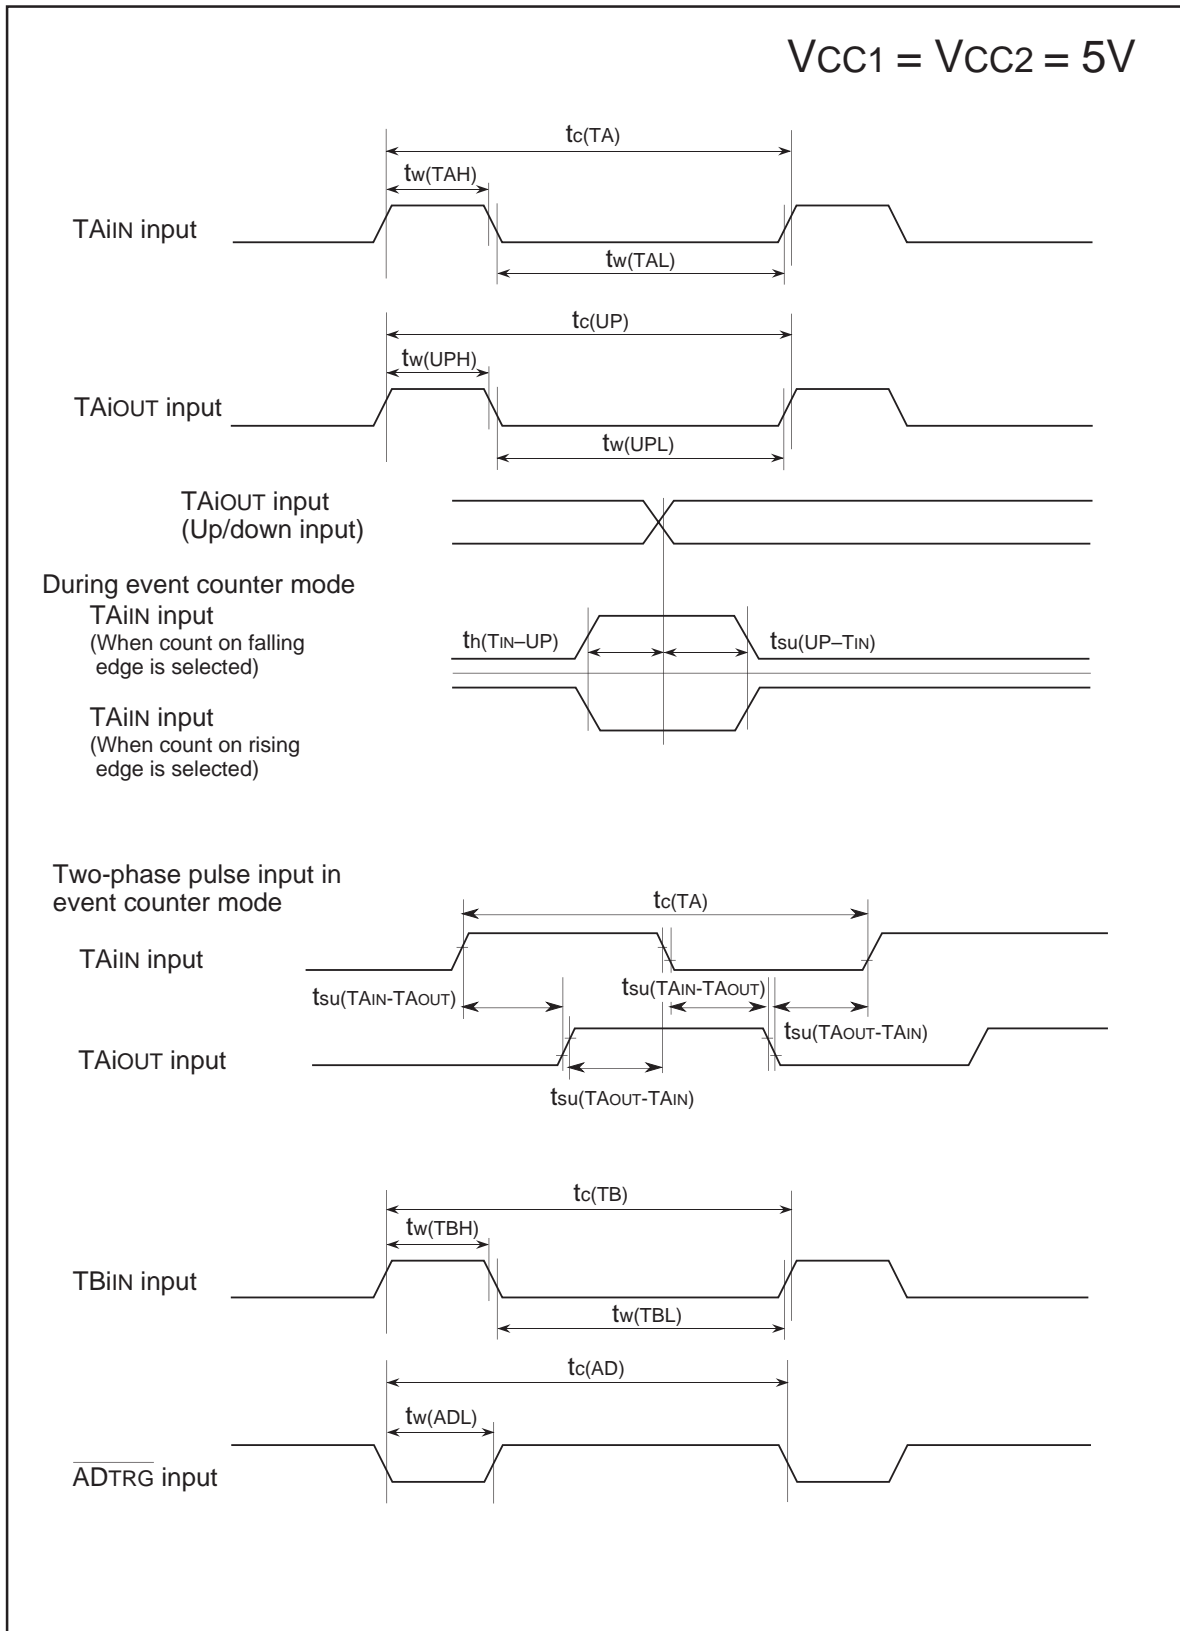 VCC1 = VCC2 = 5V
tc(TA)
tw(TAH)
TAiIN input
tw(TAL)
tc(UP)
tw(UPH)
TAiOUT input
tw(UPL)
TAiOUT input
(Up/down input)
During event counter mode
TAiIN input
(When count on falling
edge is selected)
th(TIN–UP)
tsu(UP–TIN)
TAiIN input
(When count on rising
edge is selected)
Two-phase pulse input in
event counter mode
tc(TA)
TAiIN input
tsu(TAIN-TAOUT)
tsu(TAIN-TAOUT)
tsu(TAOUT-TAIN)
TAiOUT input
tsu(TAOUT-TAIN)
tc(TB)
tw(TBH)
TBiIN input
tw(TBL)
tc(AD)
tw(ADL)
ADTRG input